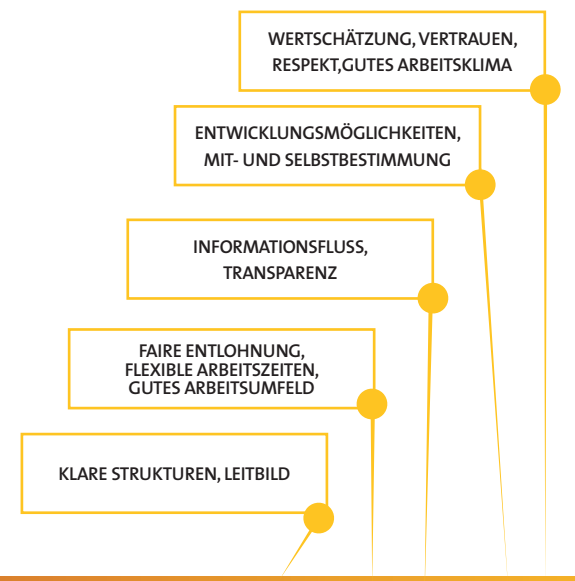 WERTSCHÄTZUNG, VERTRAUEN,
RESPEKT,GUTES ARBEITSKLIMA
ENTWICKLUNGSMÖGLICHKEITEN,
MIT- UND SELBSTBESTIMMUNG
INFORMATIONSFLUSS,
TRANSPARENZ
FAIRE ENTLOHNUNG,
FLEXIBLE ARBEITSZEITEN,
GUTES ARBEITSUMFELD
KLARE STRUKTUREN, LEITBILD